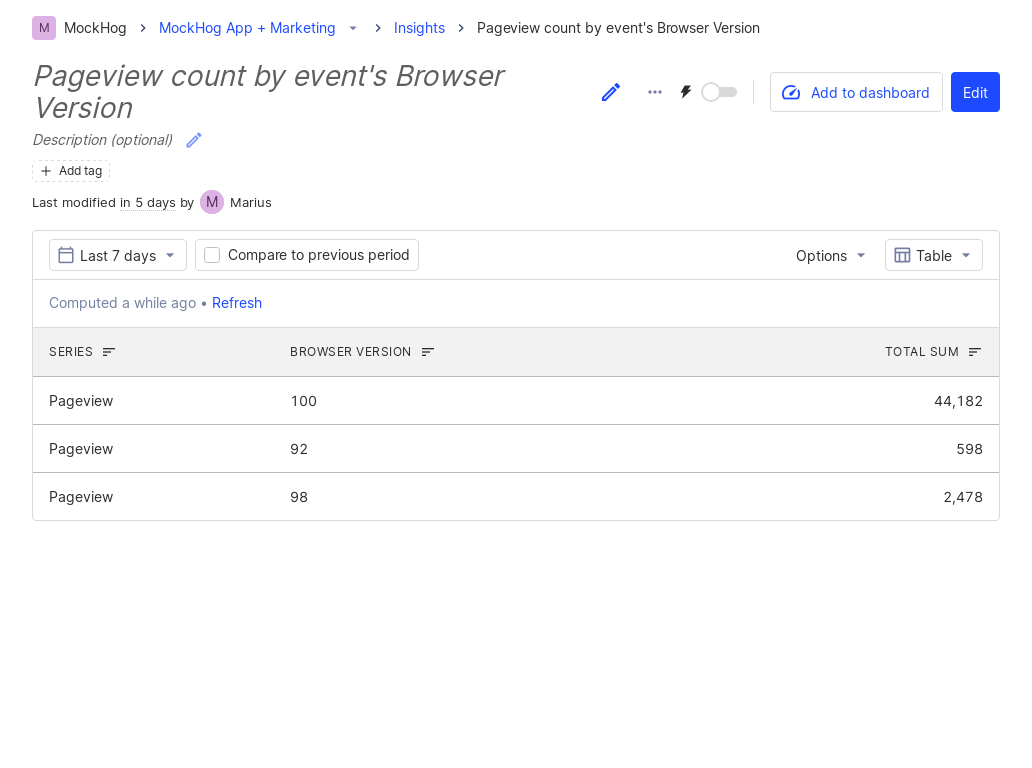 M MockHog MockHog App + Marketing Insights Pageview count by event's Browser Version
Pageview count by event's Browser
Version
Add to dashboard Edit
Description (optional)
Add tag
Last modified in 5 days by M Marius
Last 7 days Compare to previous period Options Table
Computed a while ago • Refresh
SERIES BROWSER VERSION TOTAL SUM
Pageview 100 44,182
Pageview 92 598
Pageview 98 2,478